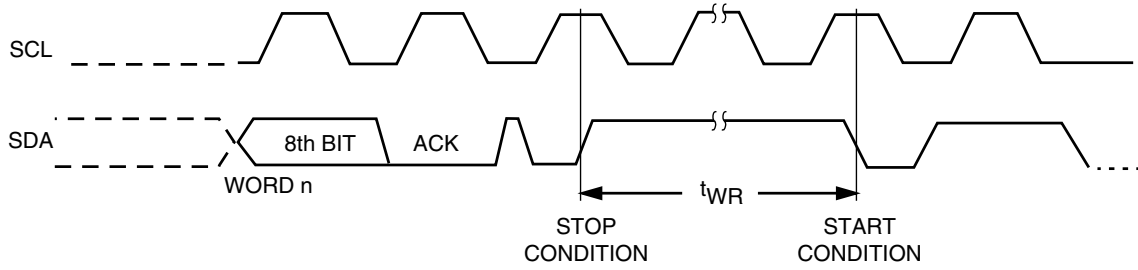 SCL
SDA
8th BIT
ACK
WORD n
tWR
STOP
CONDITION
START
CONDITION